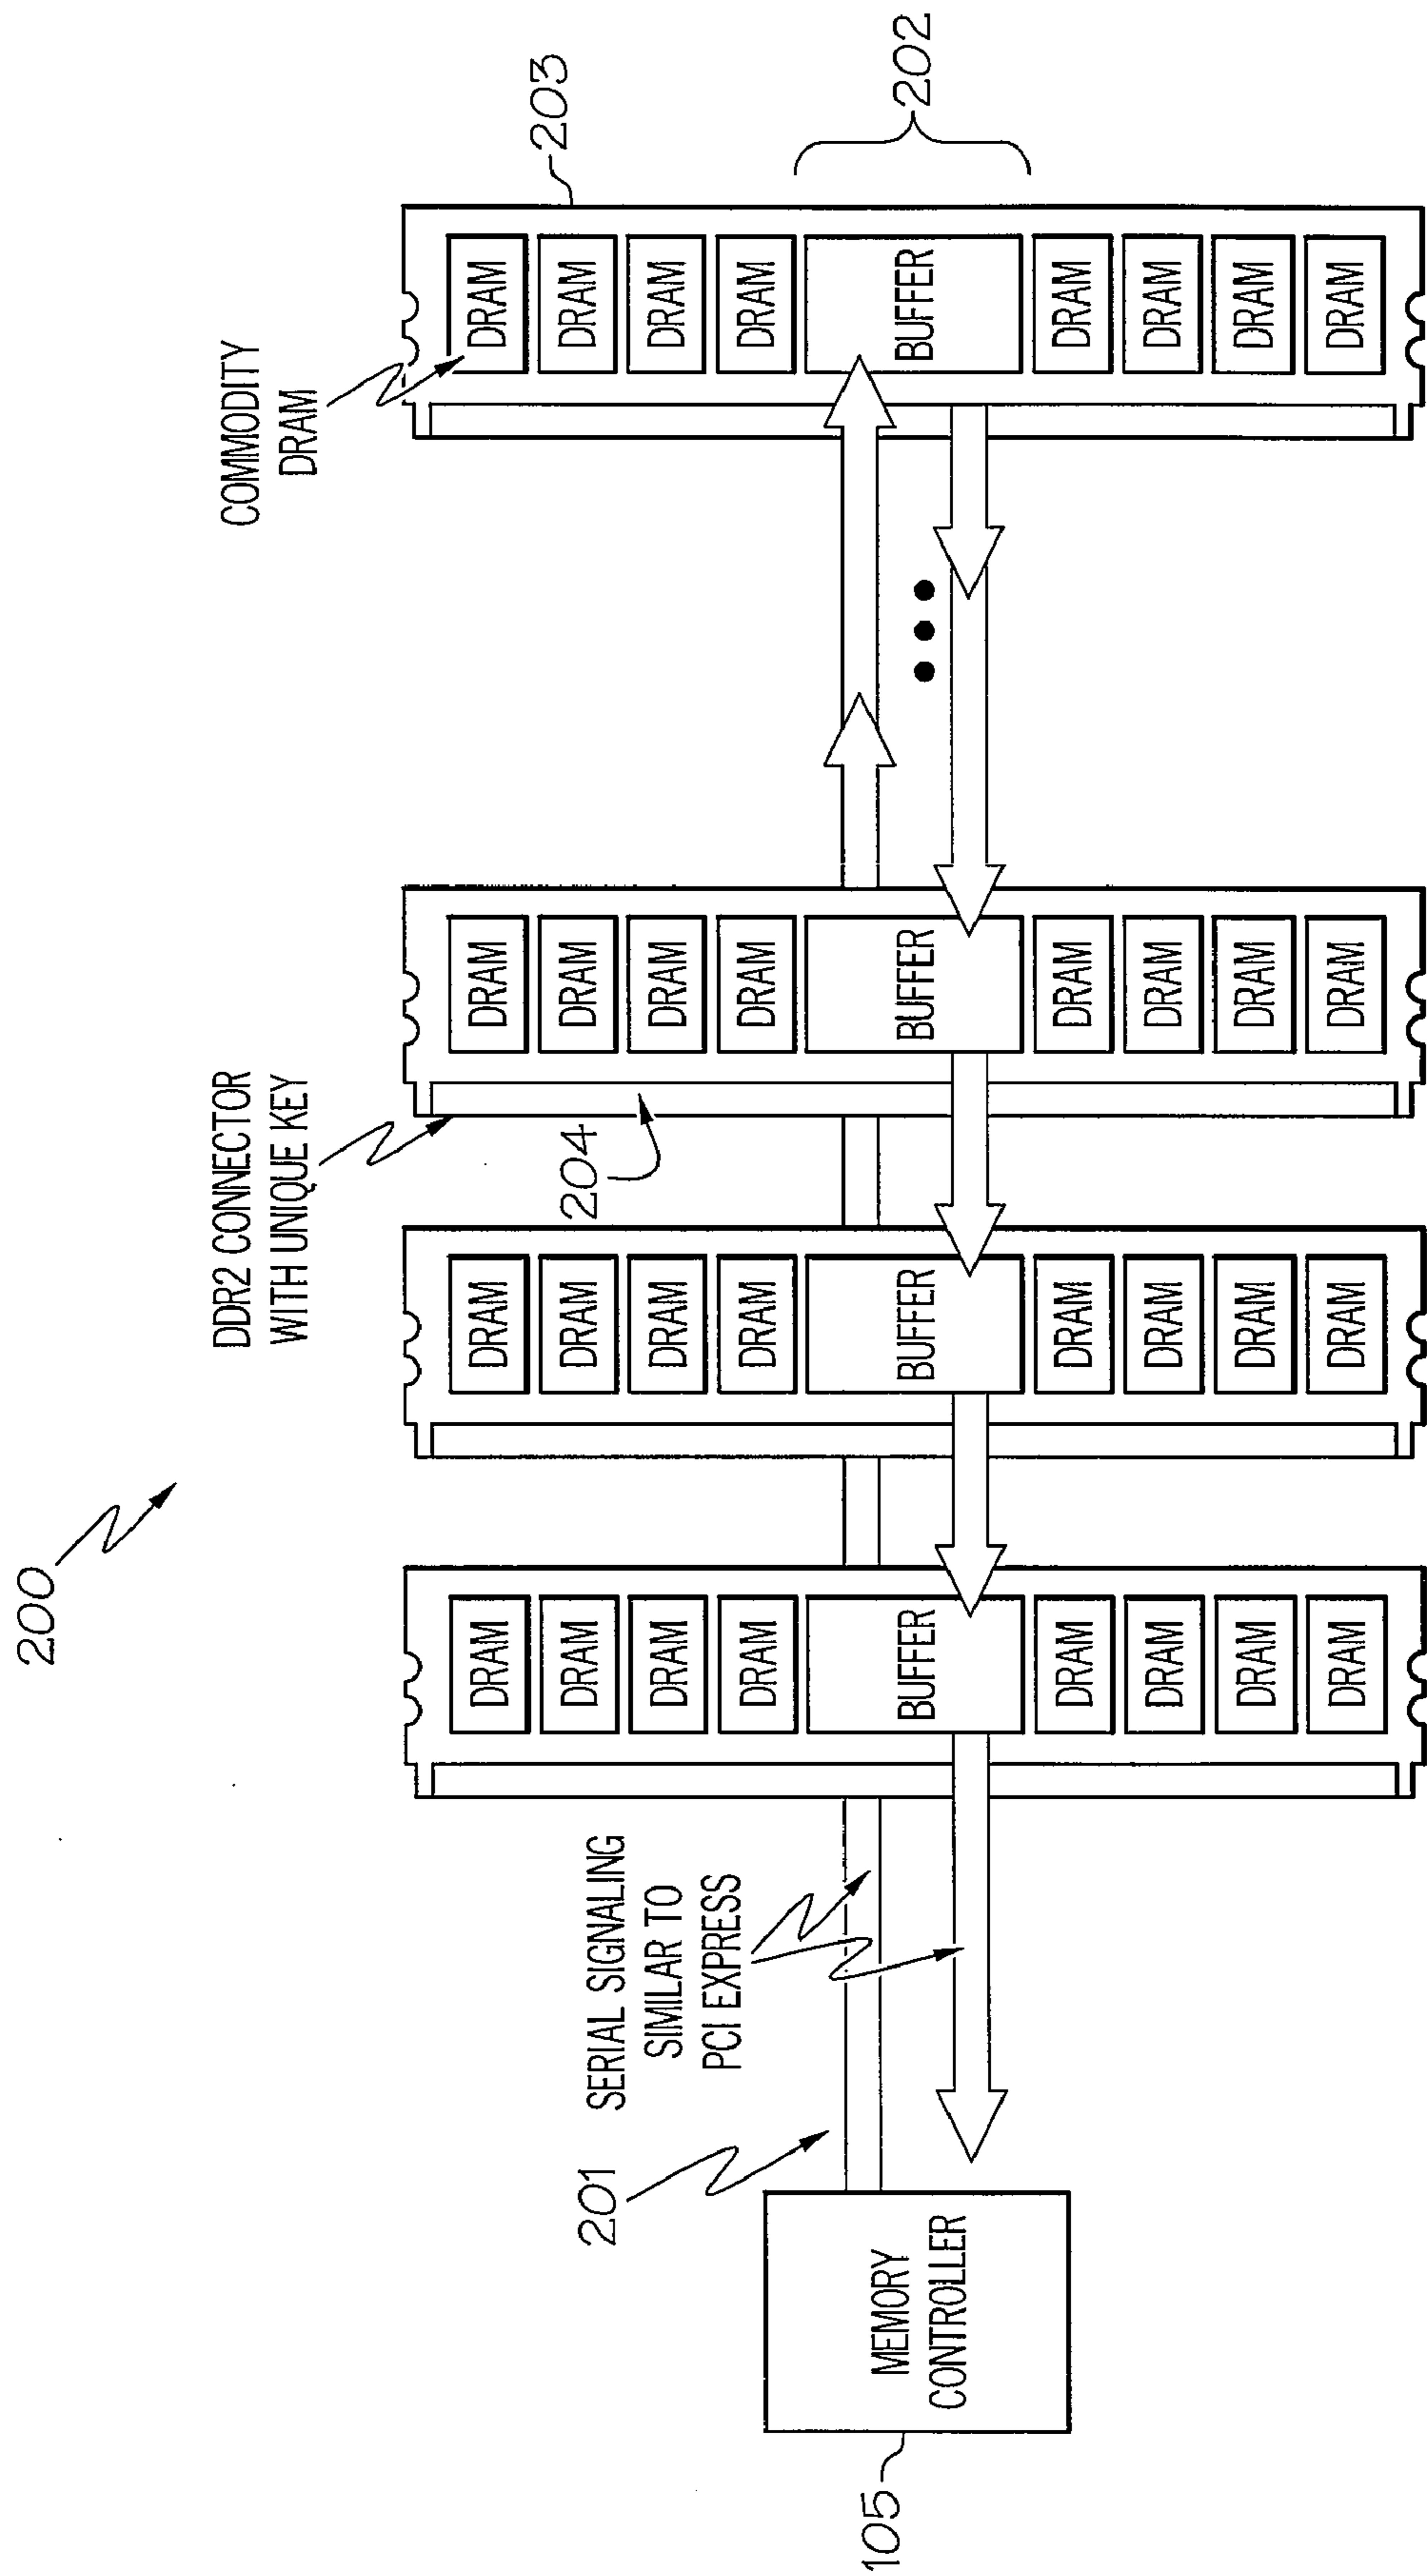 200
COMMODITY
DRAM
203
202
DDR2 CONNECTOR
WITH UNIQUE KEY
204
SERIAL SIGNALING
SIMILAR TO
PCI EXPRESS
201
MEMORY
CONTROLLER
105
DRAM
DRAM
DRAM
DRAM
BUFFER
DRAM
DRAM
DRAM
DRAM
DRAM
DRAM
DRAM
DRAM
BUFFER
DRAM
DRAM
DRAM
DRAM
DRAM
DRAM
DRAM
DRAM
BUFFER
DRAM
DRAM
DRAM
DRAM
DRAM
DRAM
DRAM
DRAM
BUFFER
DRAM
DRAM
DRAM
DRAM